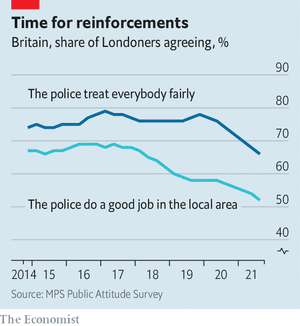 Time for reinforcements
Britain, share of Londoners agreeing, %
90
The police treat everybody fairly
80
70
60
50
The police do a good job in the local area
40
2014 15 16 17 18 19 20 21
Source: MPS Public Attitude Survey
The Economist